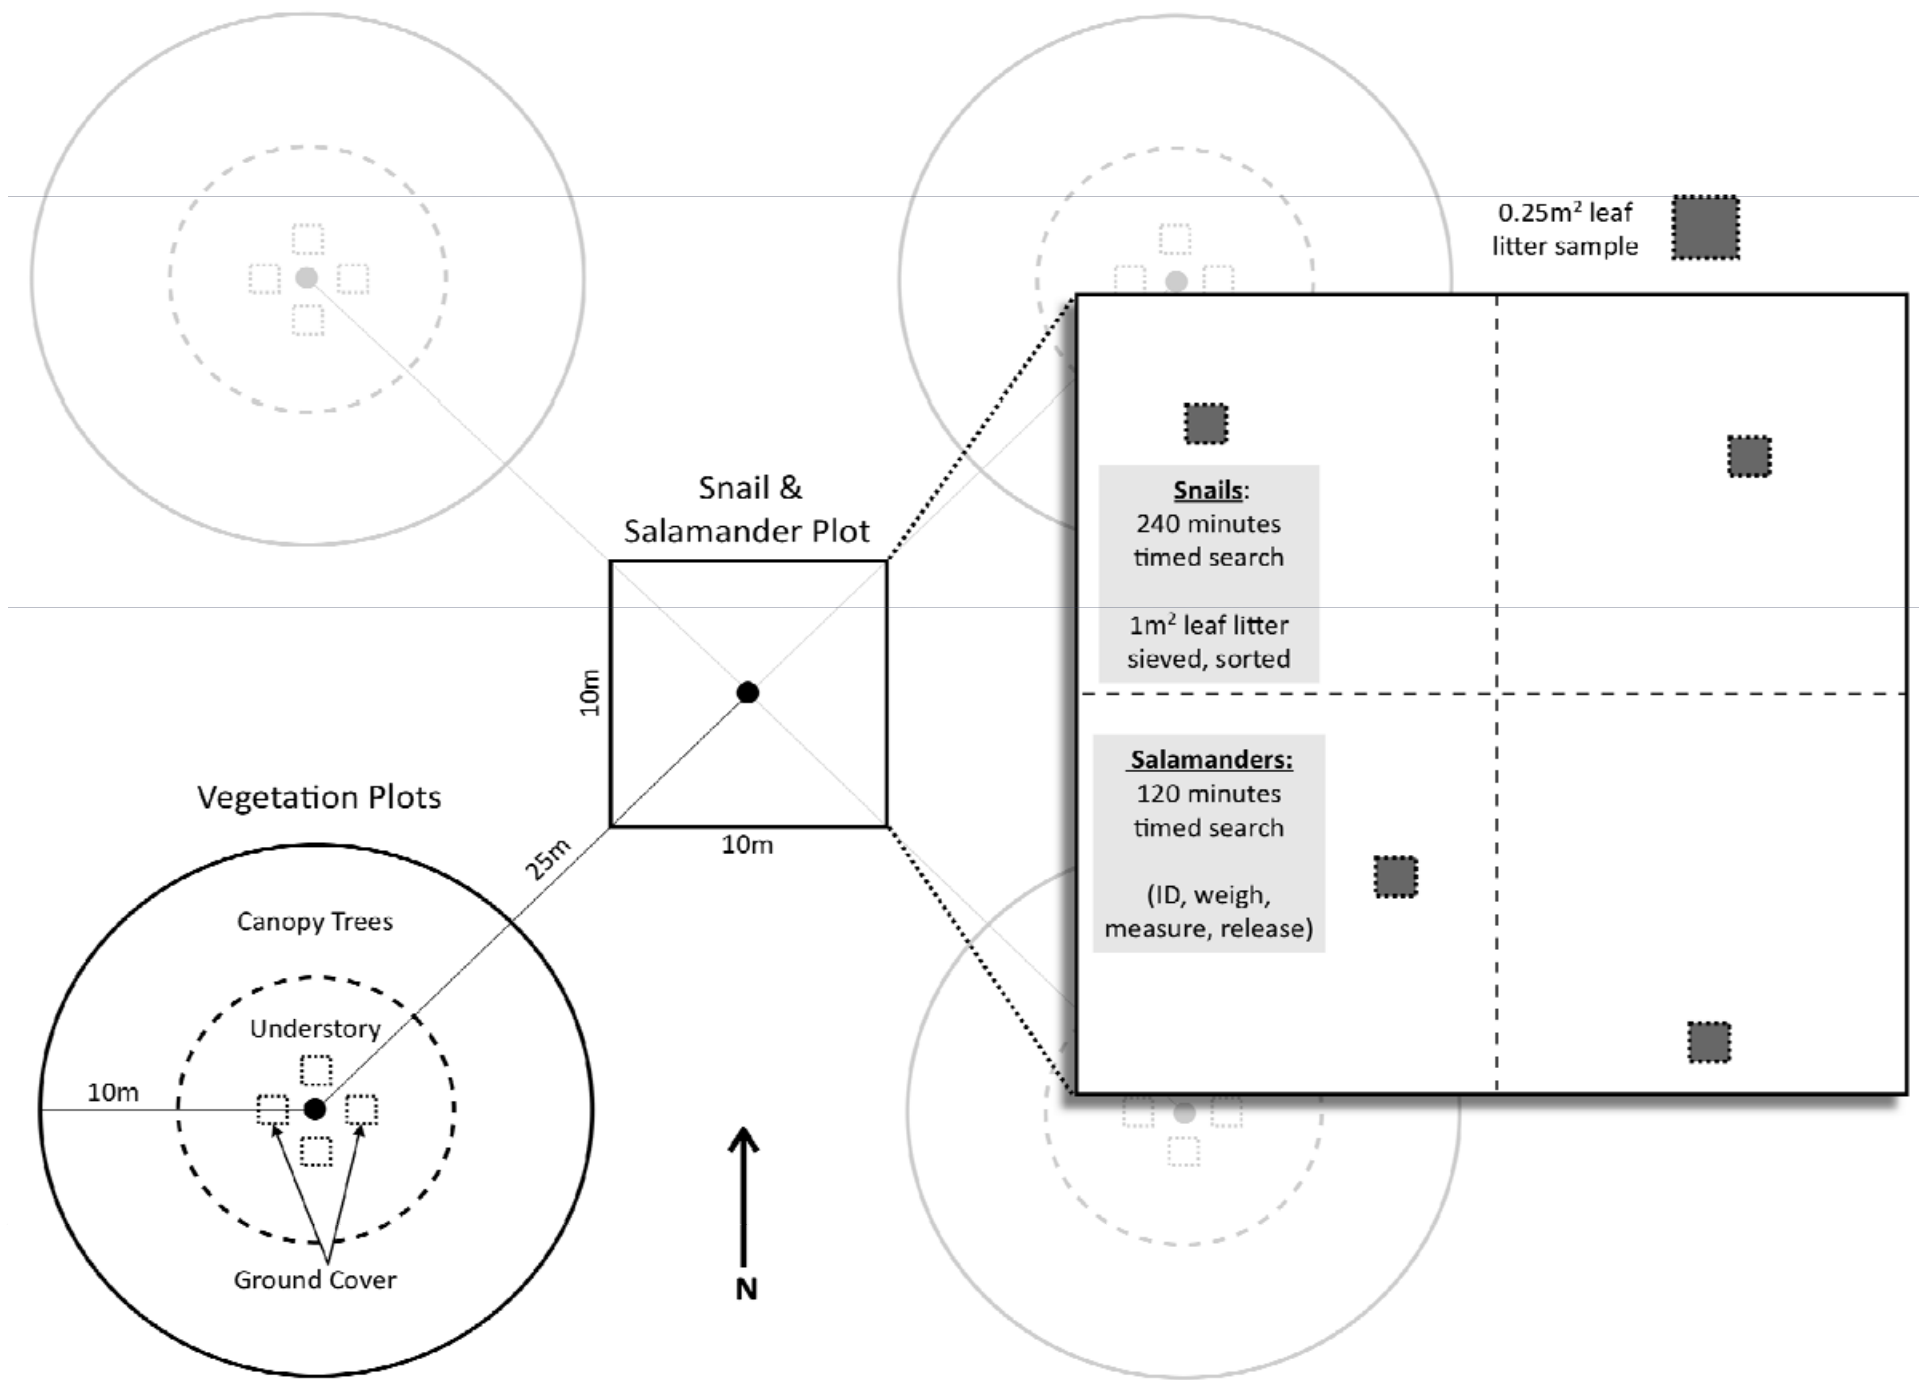 0.25m² leaf
litter sample
Snail &
Salamander Plot
10m
10m
25m
Snails:
240 minutes
timed search
1m² leaf litter
sieved, sorted
Salamanders:
120 minutes
timed search
(ID, weigh,
measure, release)
Vegetation Plots
Canopy Trees
Understory
10m
Ground Cover
N